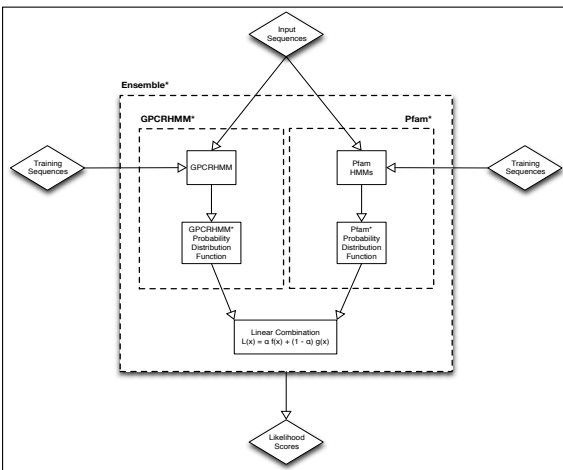 Input
Sequences
Ensemble*
GPCRHMM*
Pfam*
Training
Sequences
GPCRHMM
Pfam
HMMs
Training
Sequences
GPCRHMM*
Probability
Distribution
Function
Pfam*
Probability
Distribution
Function
Linear Combination
L(x) = α f(x) + (1 - α) g(x)
Likelihood
Scores